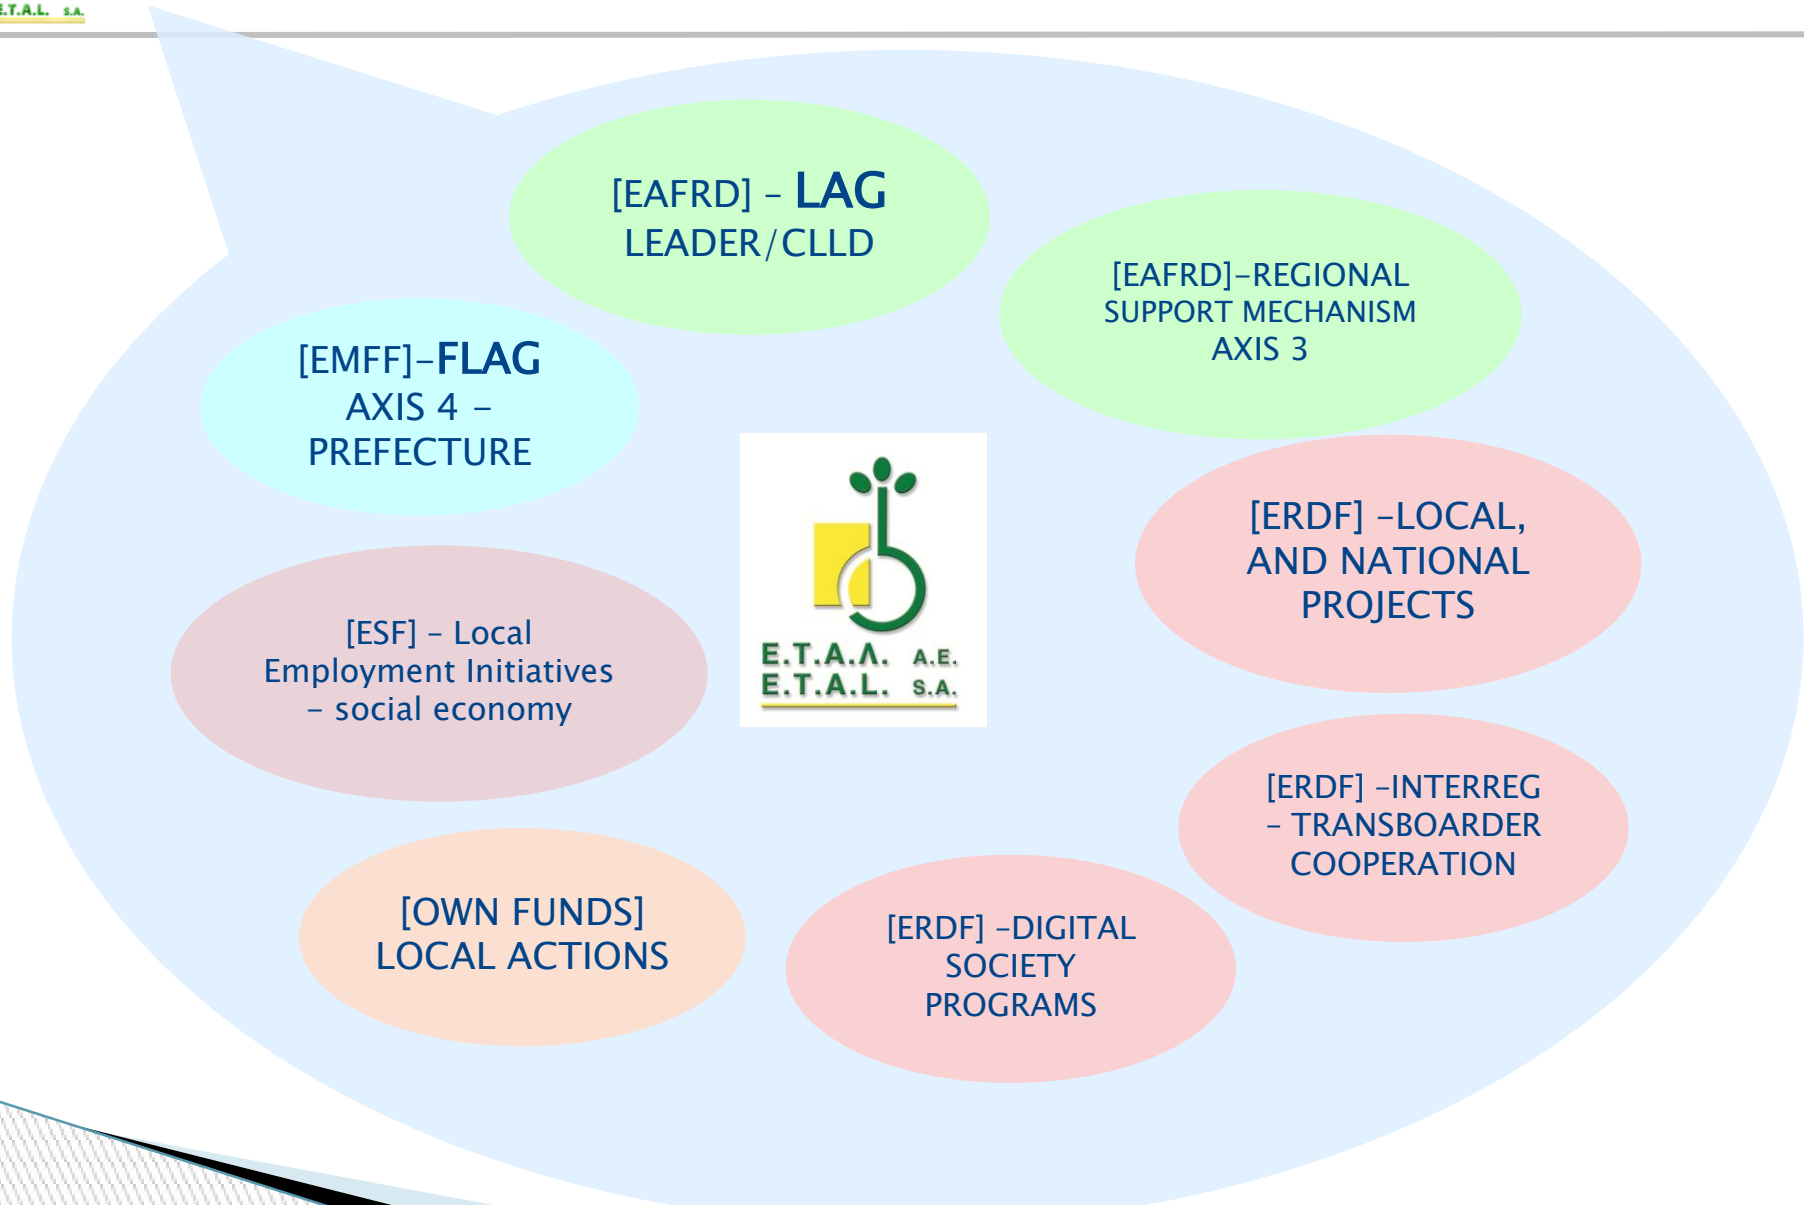 E.T.A.L. S.A.
[EAFRD] – LAG
LEADER/CLLD
[EAFRD]–REGIONAL
SUPPORT MECHANISM
AXIS 3
[EMFF]–FLAG
AXIS 4 –
PREFECTURE
[ERDF] –LOCAL,
AND NATIONAL
PROJECTS
[ESF] – Local
Employment Initiatives
– social economy
Ε.Τ.Α.Λ. Α.Ε.
E.T.A.L. S.A.
[ERDF] –INTERREG
– TRANSBOARDER
COOPERATION
[OWN FUNDS]
LOCAL ACTIONS
[ERDF] –DIGITAL
SOCIETY
PROGRAMS